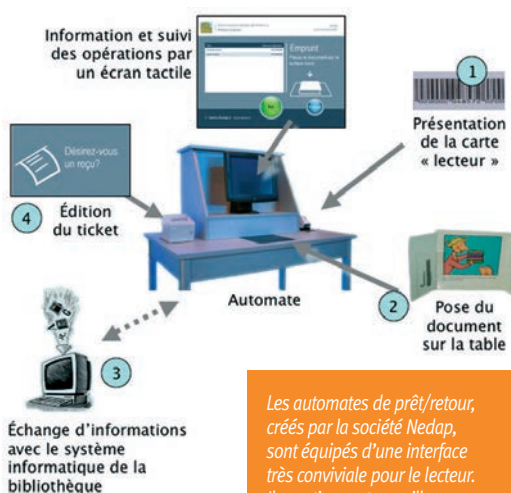 Information et suivi
des opérations par
un écran tactile
Emprunt
1
Présentation
de la carte
« lecteur »
Désirez-vous
un reçu?
4
Édition
du ticket
Automate
2
Pose du
document
sur la table
3
Échange d'informations
avec le système
informatique de la
bibliothèque
Les automates de prêt/retour,
créés par la société Nedap,
sont équipés d'une interface
très conviviale pour le lecteur.